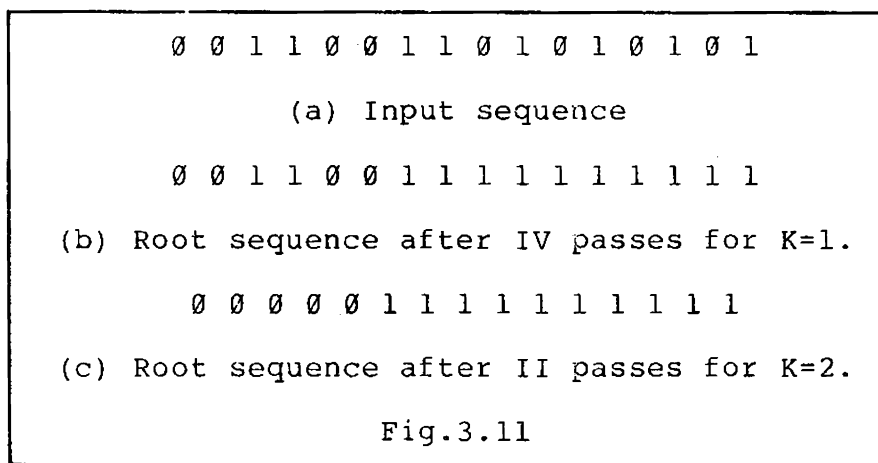 Ø Ø 1 1 Ø Ø 1 1 Ø 1 Ø 1 Ø 1 Ø 1
(a) Input sequence
Ø Ø 1 1 Ø Ø 1 1 1 1 1 1 1 1 1 1
(b) Root sequence after IV passes for K=1.
Ø Ø Ø Ø Ø 1 1 1 1 1 1 1 1 1 1
(c) Root sequence after II passes for K=2.
Fig.3.11